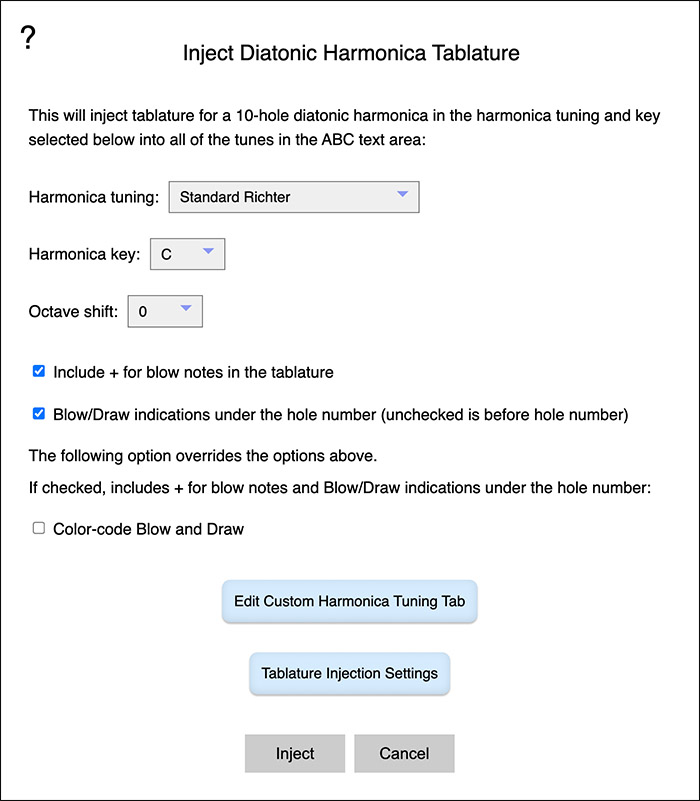 ?
Inject Diatonic Harmonica Tablature
This will inject tablature for a 10-hole diatonic harmonica in the harmonica tuning and key
selected below into all of the tunes in the ABC text area:
Harmonica tuning: Standard Richter
Harmonica key: C
Octave shift: 0
Include + for blow notes in the tablature
Blow/Draw indications under the hole number (unchecked is before hole number)
The following option overrides the options above.
If checked, includes + for blow notes and Blow/Draw indications under the hole number:
Color-code Blow and Draw
Edit Custom Harmonica Tuning Tab
Tablature Injection Settings
Inject Cancel